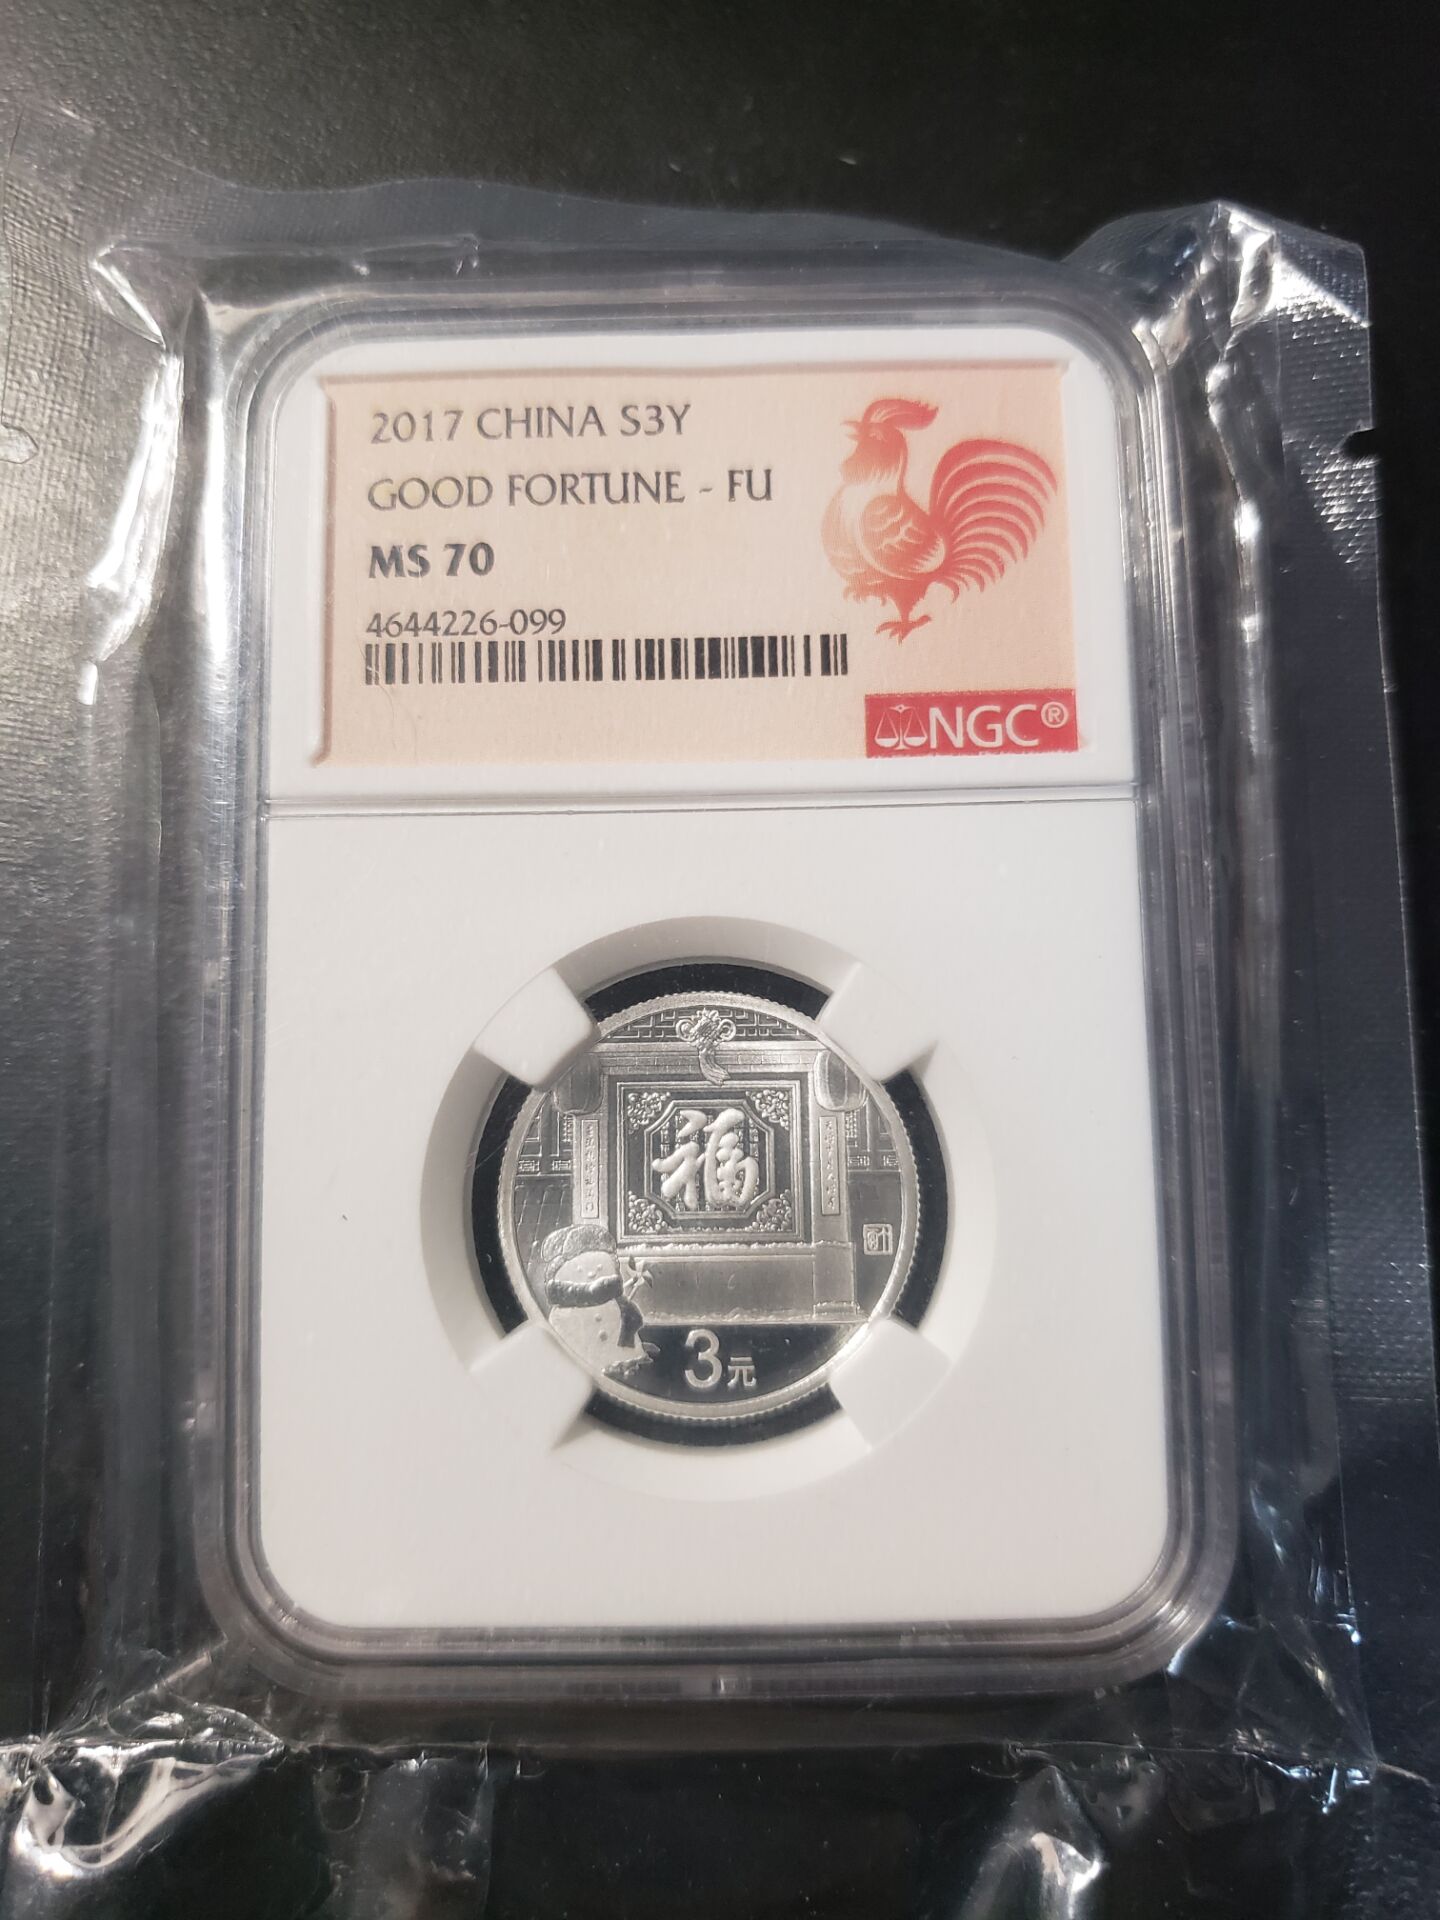 2017 CHINA S3Y
GOOD FORTUNE - FU
MS 70
4644226-099
NGC®
福
3元